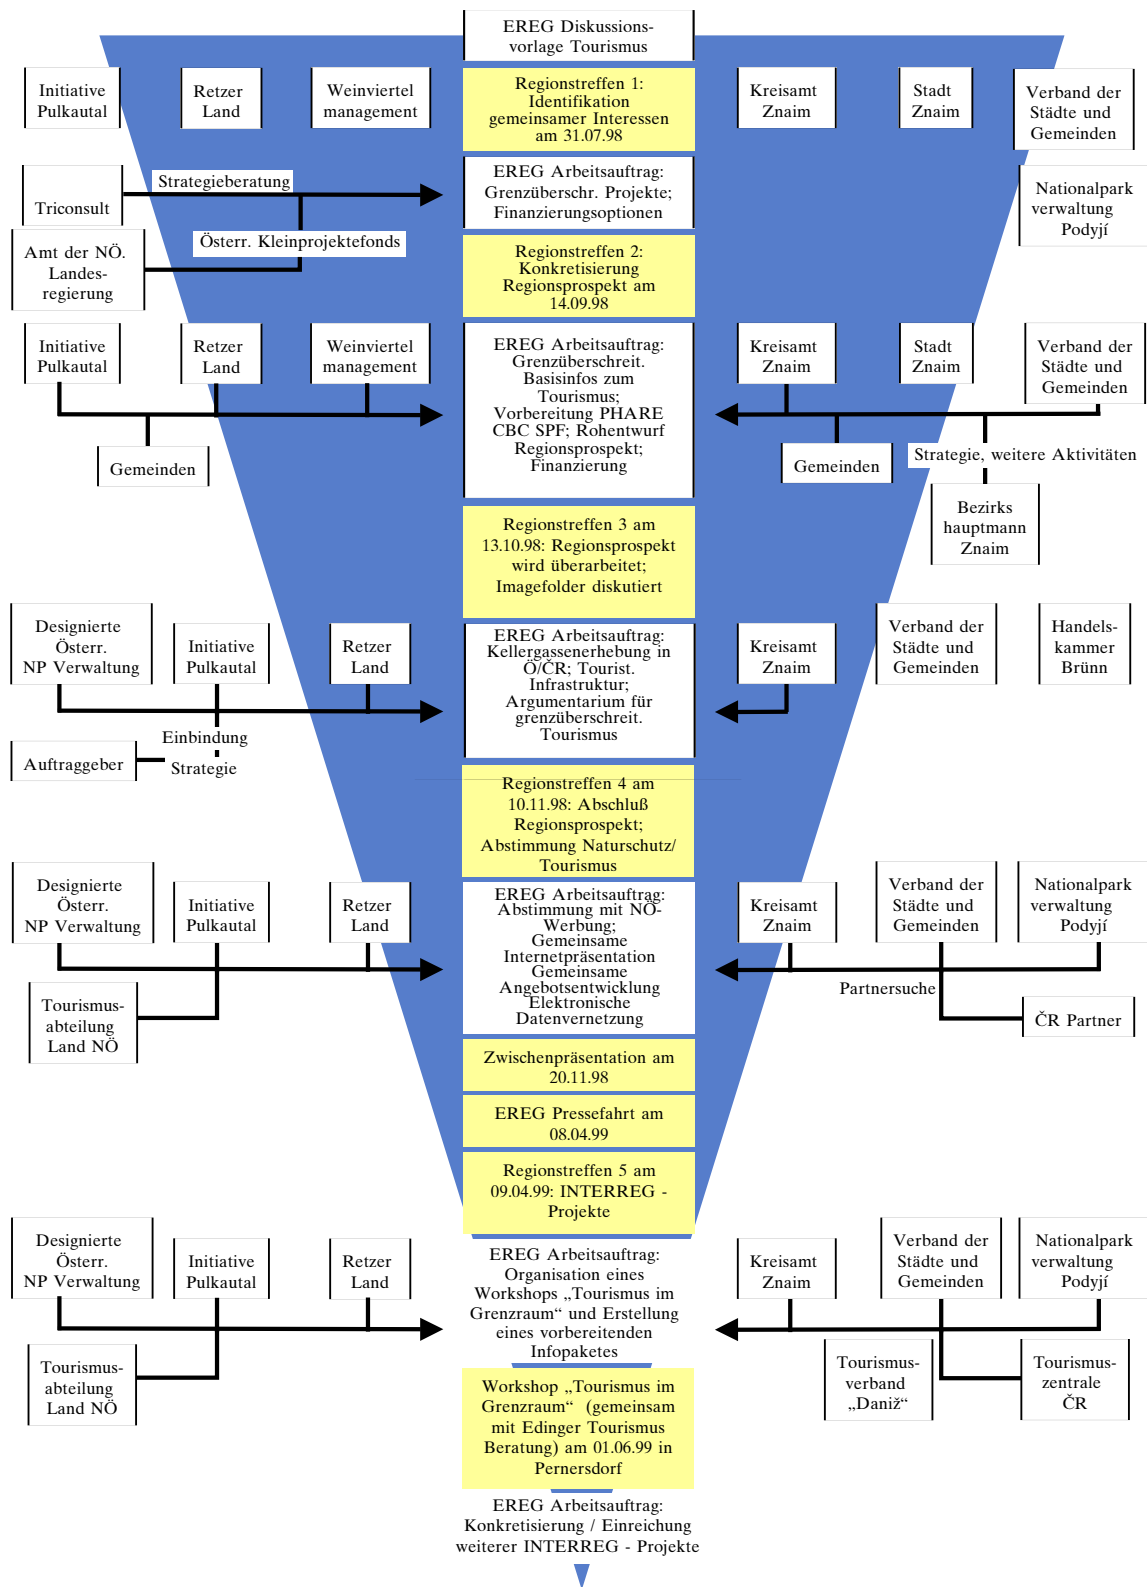 EREG Diskussions-
vorlage Tourismus
Initiative
Pulkautal
Retzer
Land
Weinviertel
management
Regionstreffen 1:
Identifikation
gemeinsamer Interessen
am 31.07.98
Kreisamt
Znaim
Stadt
Znaim
Verband der
Städte und
Gemeinden
Triconsult
Strategieberatung
EREG Arbeitsauftrag:
Grenzüberschr. Projekte;
Finanzierungsoptionen
Nationalpark
verwaltung
Podyjí
Amt der NÖ.
Landes-
regierung
Österr. Kleinprojektefonds
Regionstreffen 2:
Konkretisierung
Regionsprospekt am
14.09.98
Initiative
Pulkautal
Retzer
Land
Weinviertel
management
EREG Arbeitsauftrag:
Grenzüberschreit.
Basisinfos zum
Tourismus;
Vorbereitung PHARE
CBC SPF; Rohentwurf
Regionsprospekt;
Finanzierung
Kreisamt
Znaim
Stadt
Znaim
Verband der
Städte und
Gemeinden
Gemeinden
Gemeinden
Strategie, weitere Aktivitäten
Bezirks
hauptmann
Znaim
Regionstreffen 3 am
13.10.98: Regionsprospekt
wird überarbeitet;
Imagefolder diskutiert
Designierte
Österr.
NP Verwaltung
Initiative
Pulkautal
Retzer
Land
EREG Arbeitsauftrag:
Kellergassenerhebung in
Ö/ČR; Tourist.
Infrastruktur;
Argumentarium für
grenzüberschreit.
Tourismus
Kreisamt
Znaim
Verband der
Städte und
Gemeinden
Handels-
kammer
Brünn
Auftraggeber
Einbindung
Strategie
Regionstreffen 4 am
10.11.98: Abschluß
Regionsprospekt;
Abstimmung Naturschutz/
Tourismus
Designierte
Österr.
NP Verwaltung
Initiative
Pulkautal
Retzer
Land
EREG Arbeitsauftrag:
Abstimmung mit NÖ-
Werbung;
Gemeinsame
Internetpräsentation
Gemeinsame
Angebotsentwicklung
Elektronische
Datenvernetzung
Kreisamt
Znaim
Verband der
Städte und
Gemeinden
Nationalpark
verwaltung
Podyjí
Tourismus-
abteilung
Land NÖ
Partnersuche
ČR Partner
Zwischenpräsentation am
20.11.98
EREG Pressefahrt am
08.04.99
Regionstreffen 5 am
09.04.99: INTERREG -
Projekte
Designierte
Österr.
NP Verwaltung
Initiative
Pulkautal
Retzer
Land
EREG Arbeitsauftrag:
Organisation eines
Workshops „Tourismus im
Grenzraum“ und Erstellung
eines vorbereitenden
Infopaketes
Kreisamt
Znaim
Verband der
Städte und
Gemeinden
Nationalpark
verwaltung
Podyjí
Tourismus-
abteilung
Land NÖ
Tourismus-
verband
„Daniž“
Tourismus-
zentrale
ČR
Workshop „Tourismus im
Grenzraum“ (gemeinsam
mit Edinger Tourismus
Beratung) am 01.06.99 in
Pernersdorf
EREG Arbeitsauftrag:
Konkretisierung / Einreichung
weiterer INTERREG - Projekte